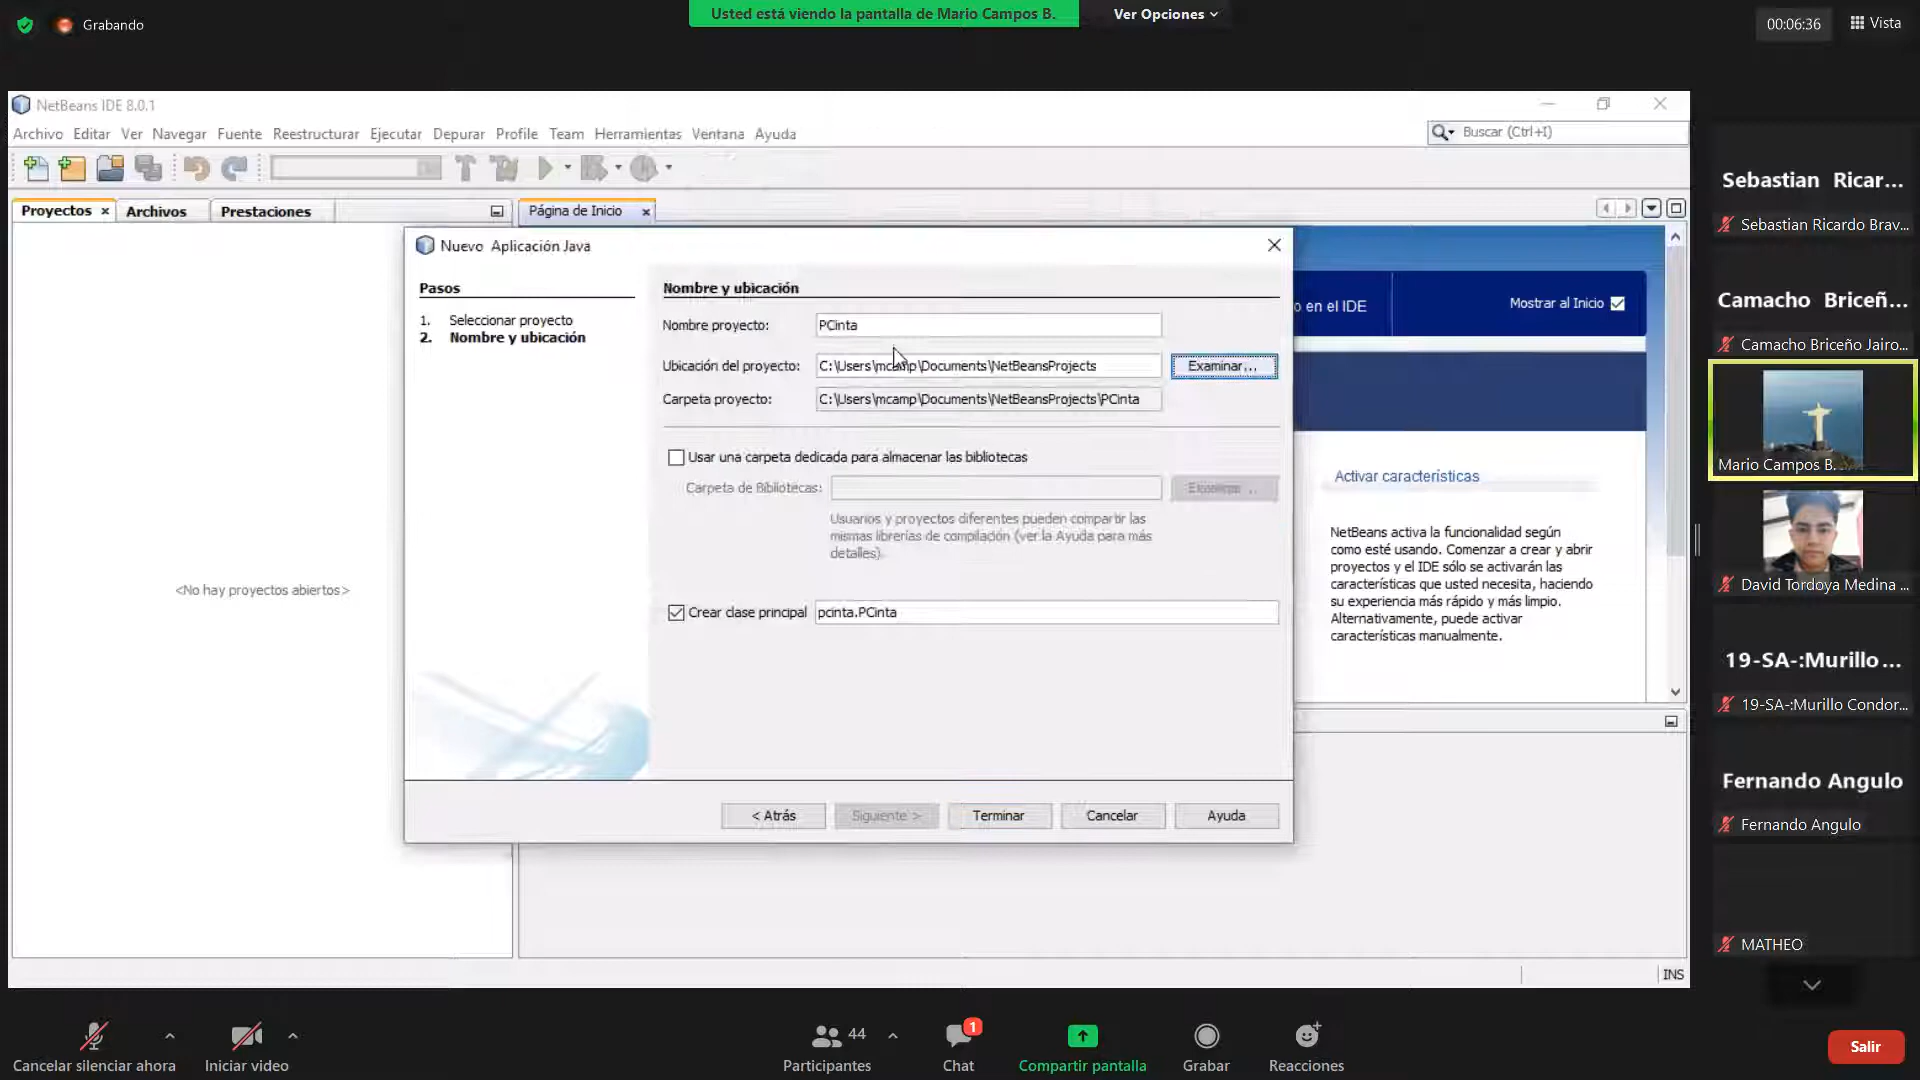 Grabando
Usted está viendo la pantalla de Mario Campos B.
Ver Opciones
00:06:36
Vista
NetBeans IDE 8.0.1
Archivo Editar Ver Navegar Fuente Reestructurar Ejecutar Depurar Profile Team Herramientas Ventana Ayuda
Buscar (Ctrl+I)
Proyectos
Archivos
Prestaciones
Página de Inicio
<No hay proyectos abiertos>
Nuevo Aplicación Java
Pasos
1. Seleccionar proyecto
2. Nombre y ubicación
Nombre y ubicación
Nombre proyecto: PCinta
Ubicación del proyecto: C:\Users\mcamp\Documents\NetBeansProjects Examinar...
Carpeta proyecto: C:\Users\mcamp\Documents\NetBeansProjects\PCinta
Usar una carpeta dedicada para almacenar las bibliotecas
Carpeta de Bibliotecas: Examinar ...
Usuarios y proyectos diferentes pueden compartir las
mismas librerías de compilación (ver la Ayuda para más
detalles).
Crear clase principal pcinta.PCinta
< Atrás
Siguiente >
Terminar
Cancelar
Ayuda
o en el IDE
Mostrar al Inicio
Activar características
NetBeans activa la funcionalidad según
como esté usando. Comenzar a crear y abrir
proyectos y el IDE sólo se activarán las
características que usted necesita, haciendo
su experiencia más rápido y más limpio.
Alternativamente, puede activar
características manualmente.
INS
Sebastian Ricar...
Sebastian Ricardo Brav...
Camacho Briceñ...
Camacho Briceño Jairo...
Mario Campos B.
David Tordoya Medina ...
19-SA-:Murillo ...
19-SA-:Murillo Condor...
Fernando Angulo
Fernando Angulo
MATHEO
Cancelar silenciar ahora
Iniciar video
44
Participantes
1
Chat
Compartir pantalla
Grabar
Reacciones
Salir